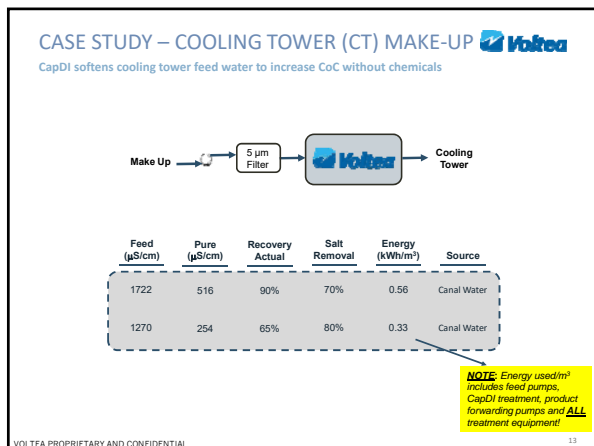 CASE STUDY – COOLING TOWER (CT) MAKE-UP Voltea
CapDI softens cooling tower feed water to increase CoC without chemicals
Make Up
5 µm
Filter
Voltea
Cooling
Tower
Feed
(µS/cm)
Pure
(µS/cm)
Recovery
Actual
Salt
Removal
Energy
(kWh/m³)
Source
1722 516 90% 70% 0.56 Canal Water
1270 254 65% 80% 0.33 Canal Water
NOTE: Energy used/m³
includes feed pumps,
CapDI treatment, product
forwarding pumps and ALL
treatment equipment!
VOLTEA PROPRIETARY AND CONFIDENTIAL
13